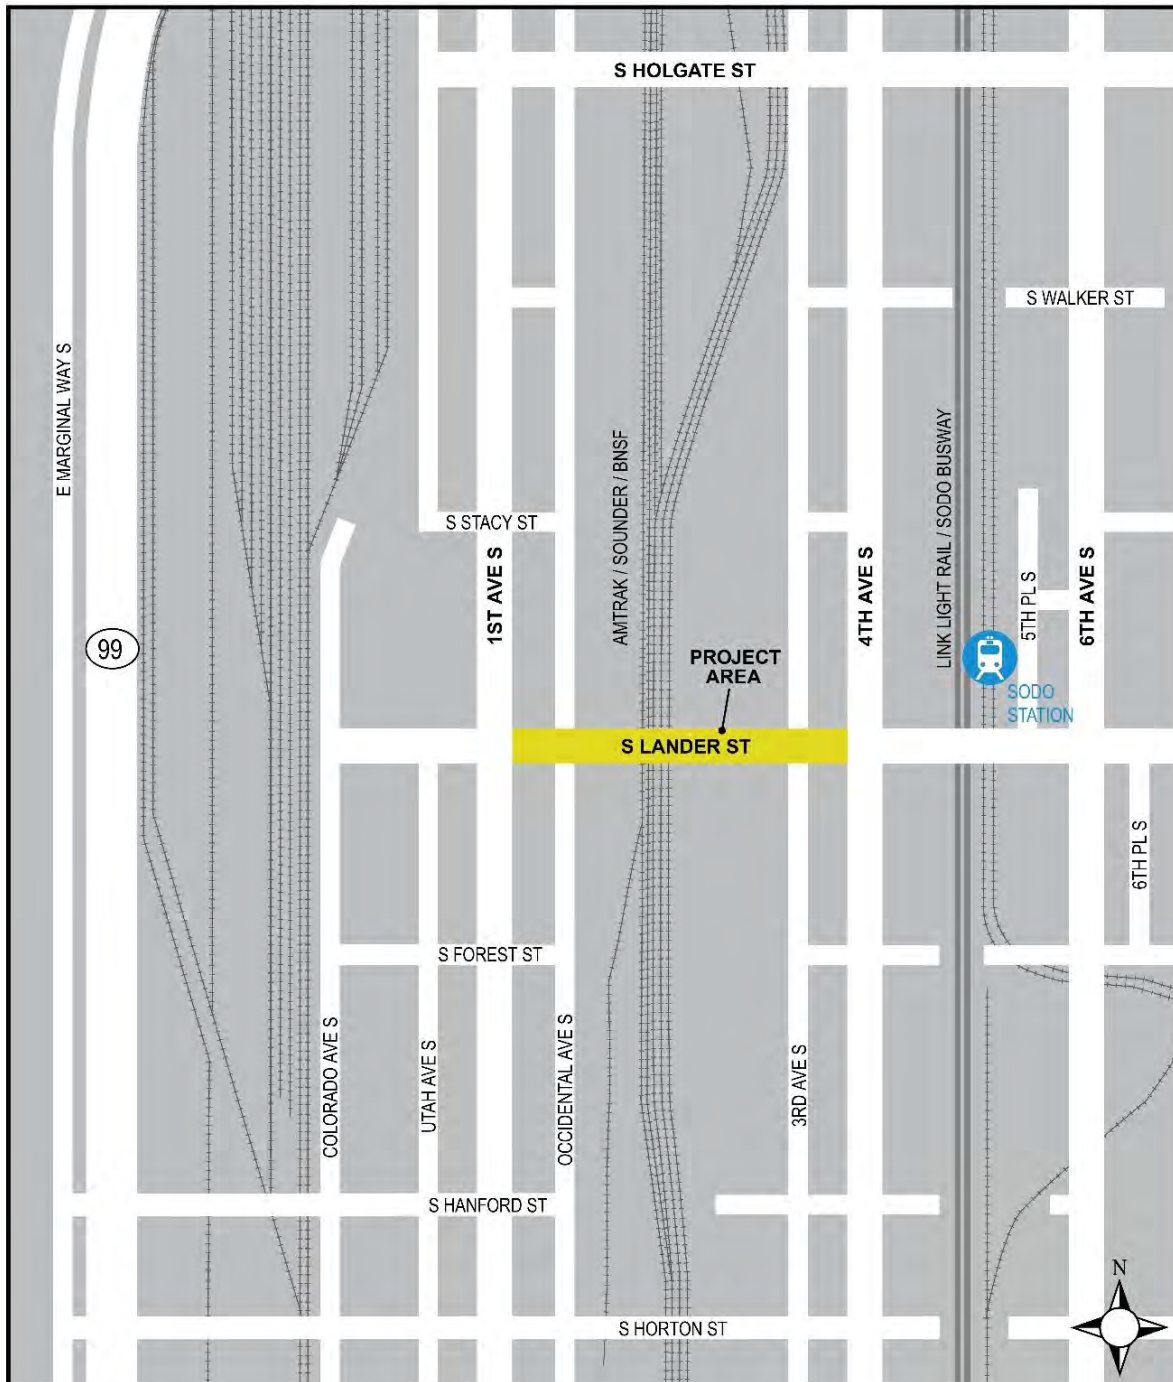 S HOLGATE ST
S WALKER ST
E MARGINAL WAY S
AMTRAK / SOUNDER / BNSF
LINK LIGHT RAIL / SODO BUSWAY
S STACY ST
1ST AVE S
4TH AVE S
5TH PL S
6TH AVE S
99
PROJECT
AREA
SODO
STATION
S LANDER ST
6TH PL S
S FOREST ST
COLORADO AVE S
UTAH AVE S
OCCIDENTAL AVE S
3RD AVE S
S HANFORD ST
N
S HORTON ST